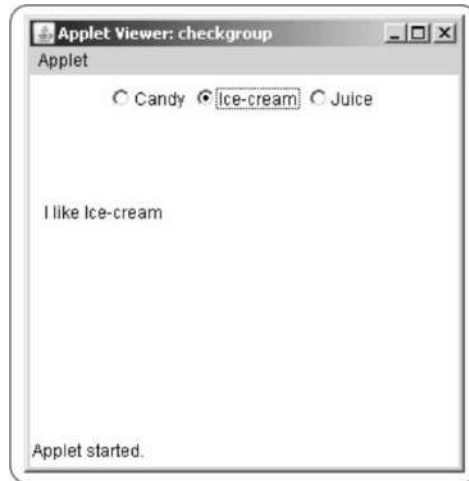 Applet Viewer: checkgroup
Applet
Candy Ice-cream Juice
I like Ice-cream
Applet started.